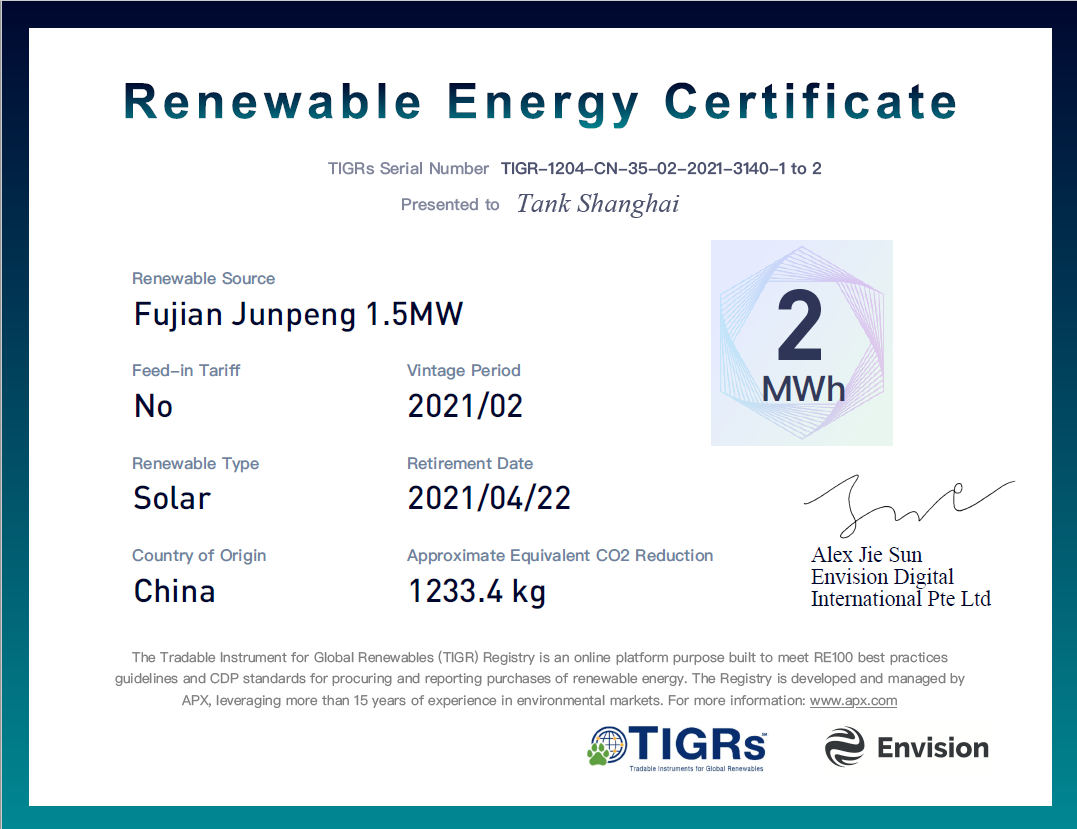 Renewable Energy Certificate
TIGRs Serial Number TIGR-1204-CN-35-02-2021-3140-1 to 2
Presented to Tank Shanghai
Renewable Source
Fujian Junpeng 1.5MW
2
MWh
Feed-in Tariff
No
Vintage Period
2021/02
Renewable Type
Solar
Retirement Date
2021/04/22
Country of Origin
China
Approximate Equivalent CO2 Reduction
1233.4 kg
Alex Jie Sun
Envision Digital
International Pte Ltd
The Tradable Instrument for Global Renewables (TIGR) Registry is an online platform purpose built to meet RE100 best practices
guidelines and CDP standards for procuring and reporting purchases of renewable energy. The Registry is developed and managed by
APX, leveraging more than 15 years of experience in environmental markets. For more information: www.apx.com
TIGRs SM
Tradable Instruments for Global Renewables
Envision